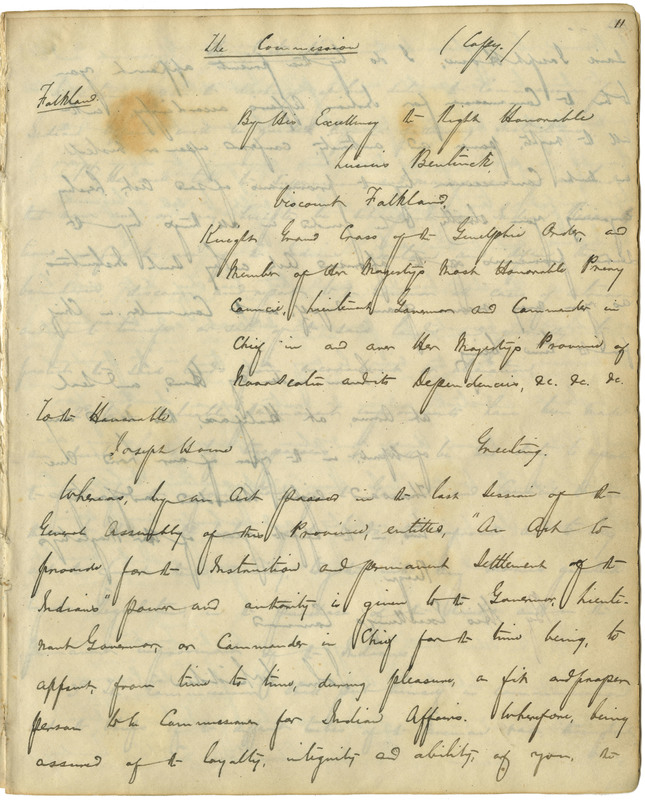 11
The Commission (Copy.)
Falkland
By His Excellency the Right Honorable
Lucius Bentinck,
Viscount Falkland,
Knight Grand Cross of the Guelphic Order, and
Member of Her Majesty's Most Honorable Privy
Council, Lieutenant Governor and Commander in
Chief in and over Her Majesty's Province of
Nova Scotia and its Dependencies, &c. &c. &c.
To the Honorable
Joseph Howe Greeting.
Whereas, by an Act passed in the last Session of the
General Assembly of this Province, entitled, "An Act to
provide for the Instruction and permanent Settlement of the
Indians" power and authority is given to the Governor, Lieute-
nant Governor, or Commander in Chief for the time being, to
appoint, from time to time, during pleasure, a fit and proper
person to be Commissioner for Indian Affairs. Wherefore, being
assured of the loyalty, integrity and ability, of you, the